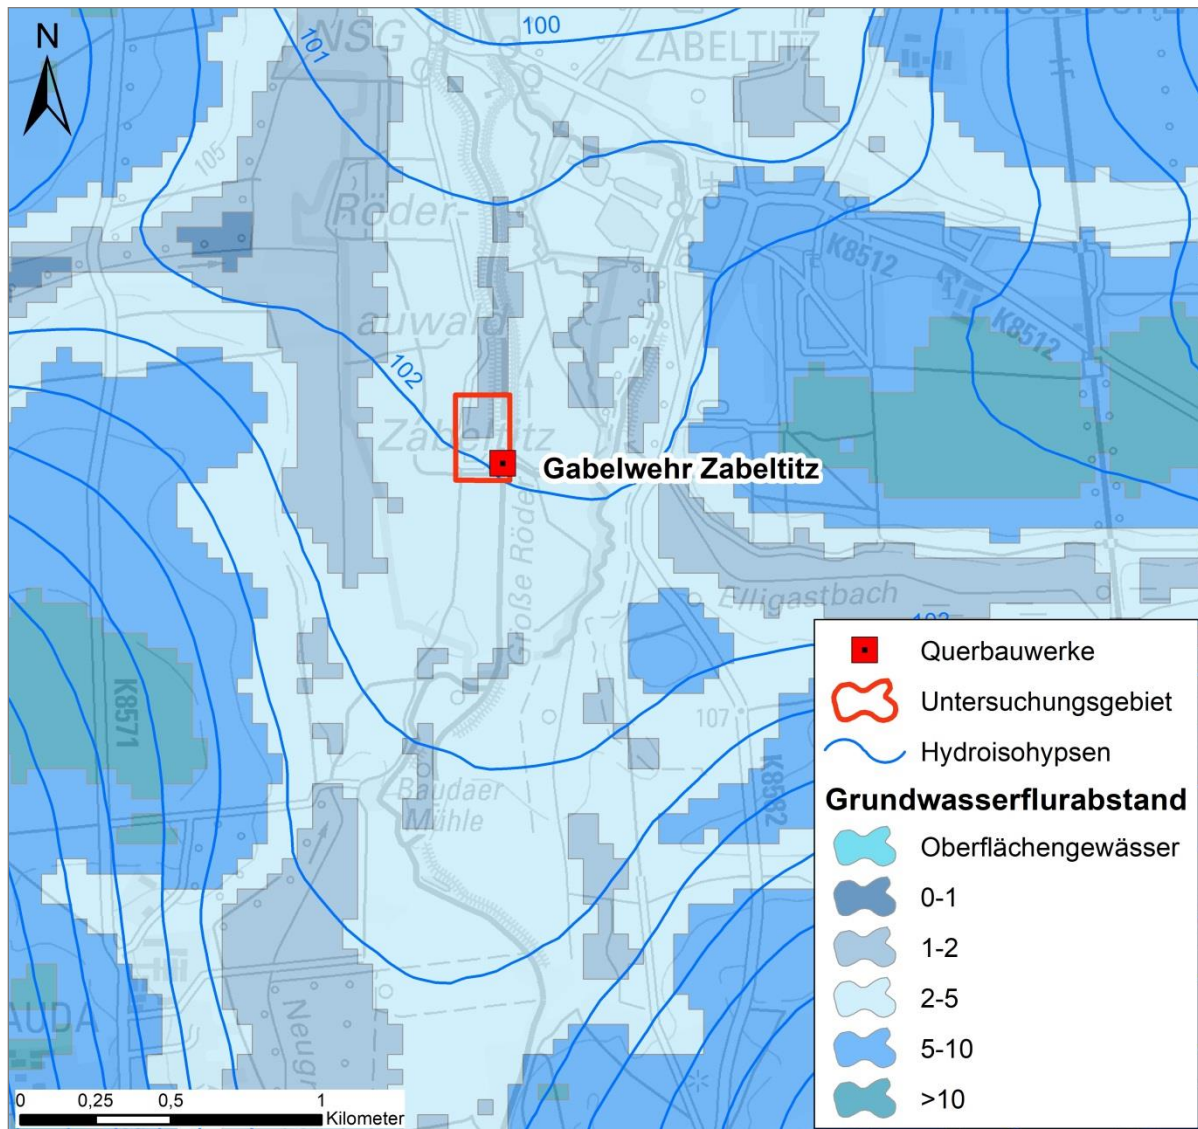 N
100
101
NSG
ZABELTITZ
105
Röder-
K8512
auwald
K8512
102
Zabeltitz
Gabelwehr Zabeltitz
Große Röder
Elligastbach
K8571
107
K8582
Baudaer
Mühle
AUDA
Neugr
0 0,25 0,5 1
Kilometer
Querbauwerke
Untersuchungsgebiet
Hydroisohypsen
Grundwasserflurabstand
Oberflächengewässer
0-1
1-2
2-5
5-10
>10